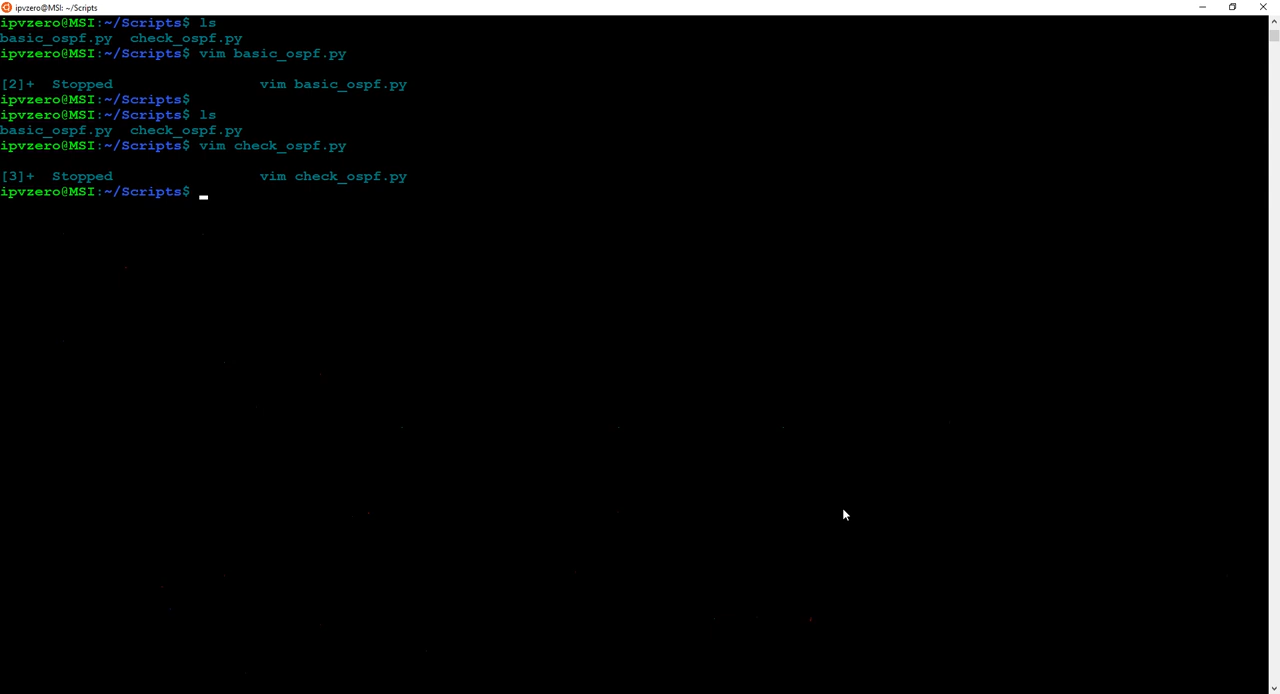 ipvzero@MSI: ~/Scripts
ipvzero@MSI:~/Scripts$ ls
basic_ospf.py  check_ospf.py
ipvzero@MSI:~/Scripts$ vim basic_ospf.py
[2]+  Stopped                 vim basic_ospf.py
ipvzero@MSI:~/Scripts$
ipvzero@MSI:~/Scripts$ ls
basic_ospf.py  check_ospf.py
ipvzero@MSI:~/Scripts$ vim check_ospf.py
[3]+  Stopped                 vim check_ospf.py
ipvzero@MSI:~/Scripts$